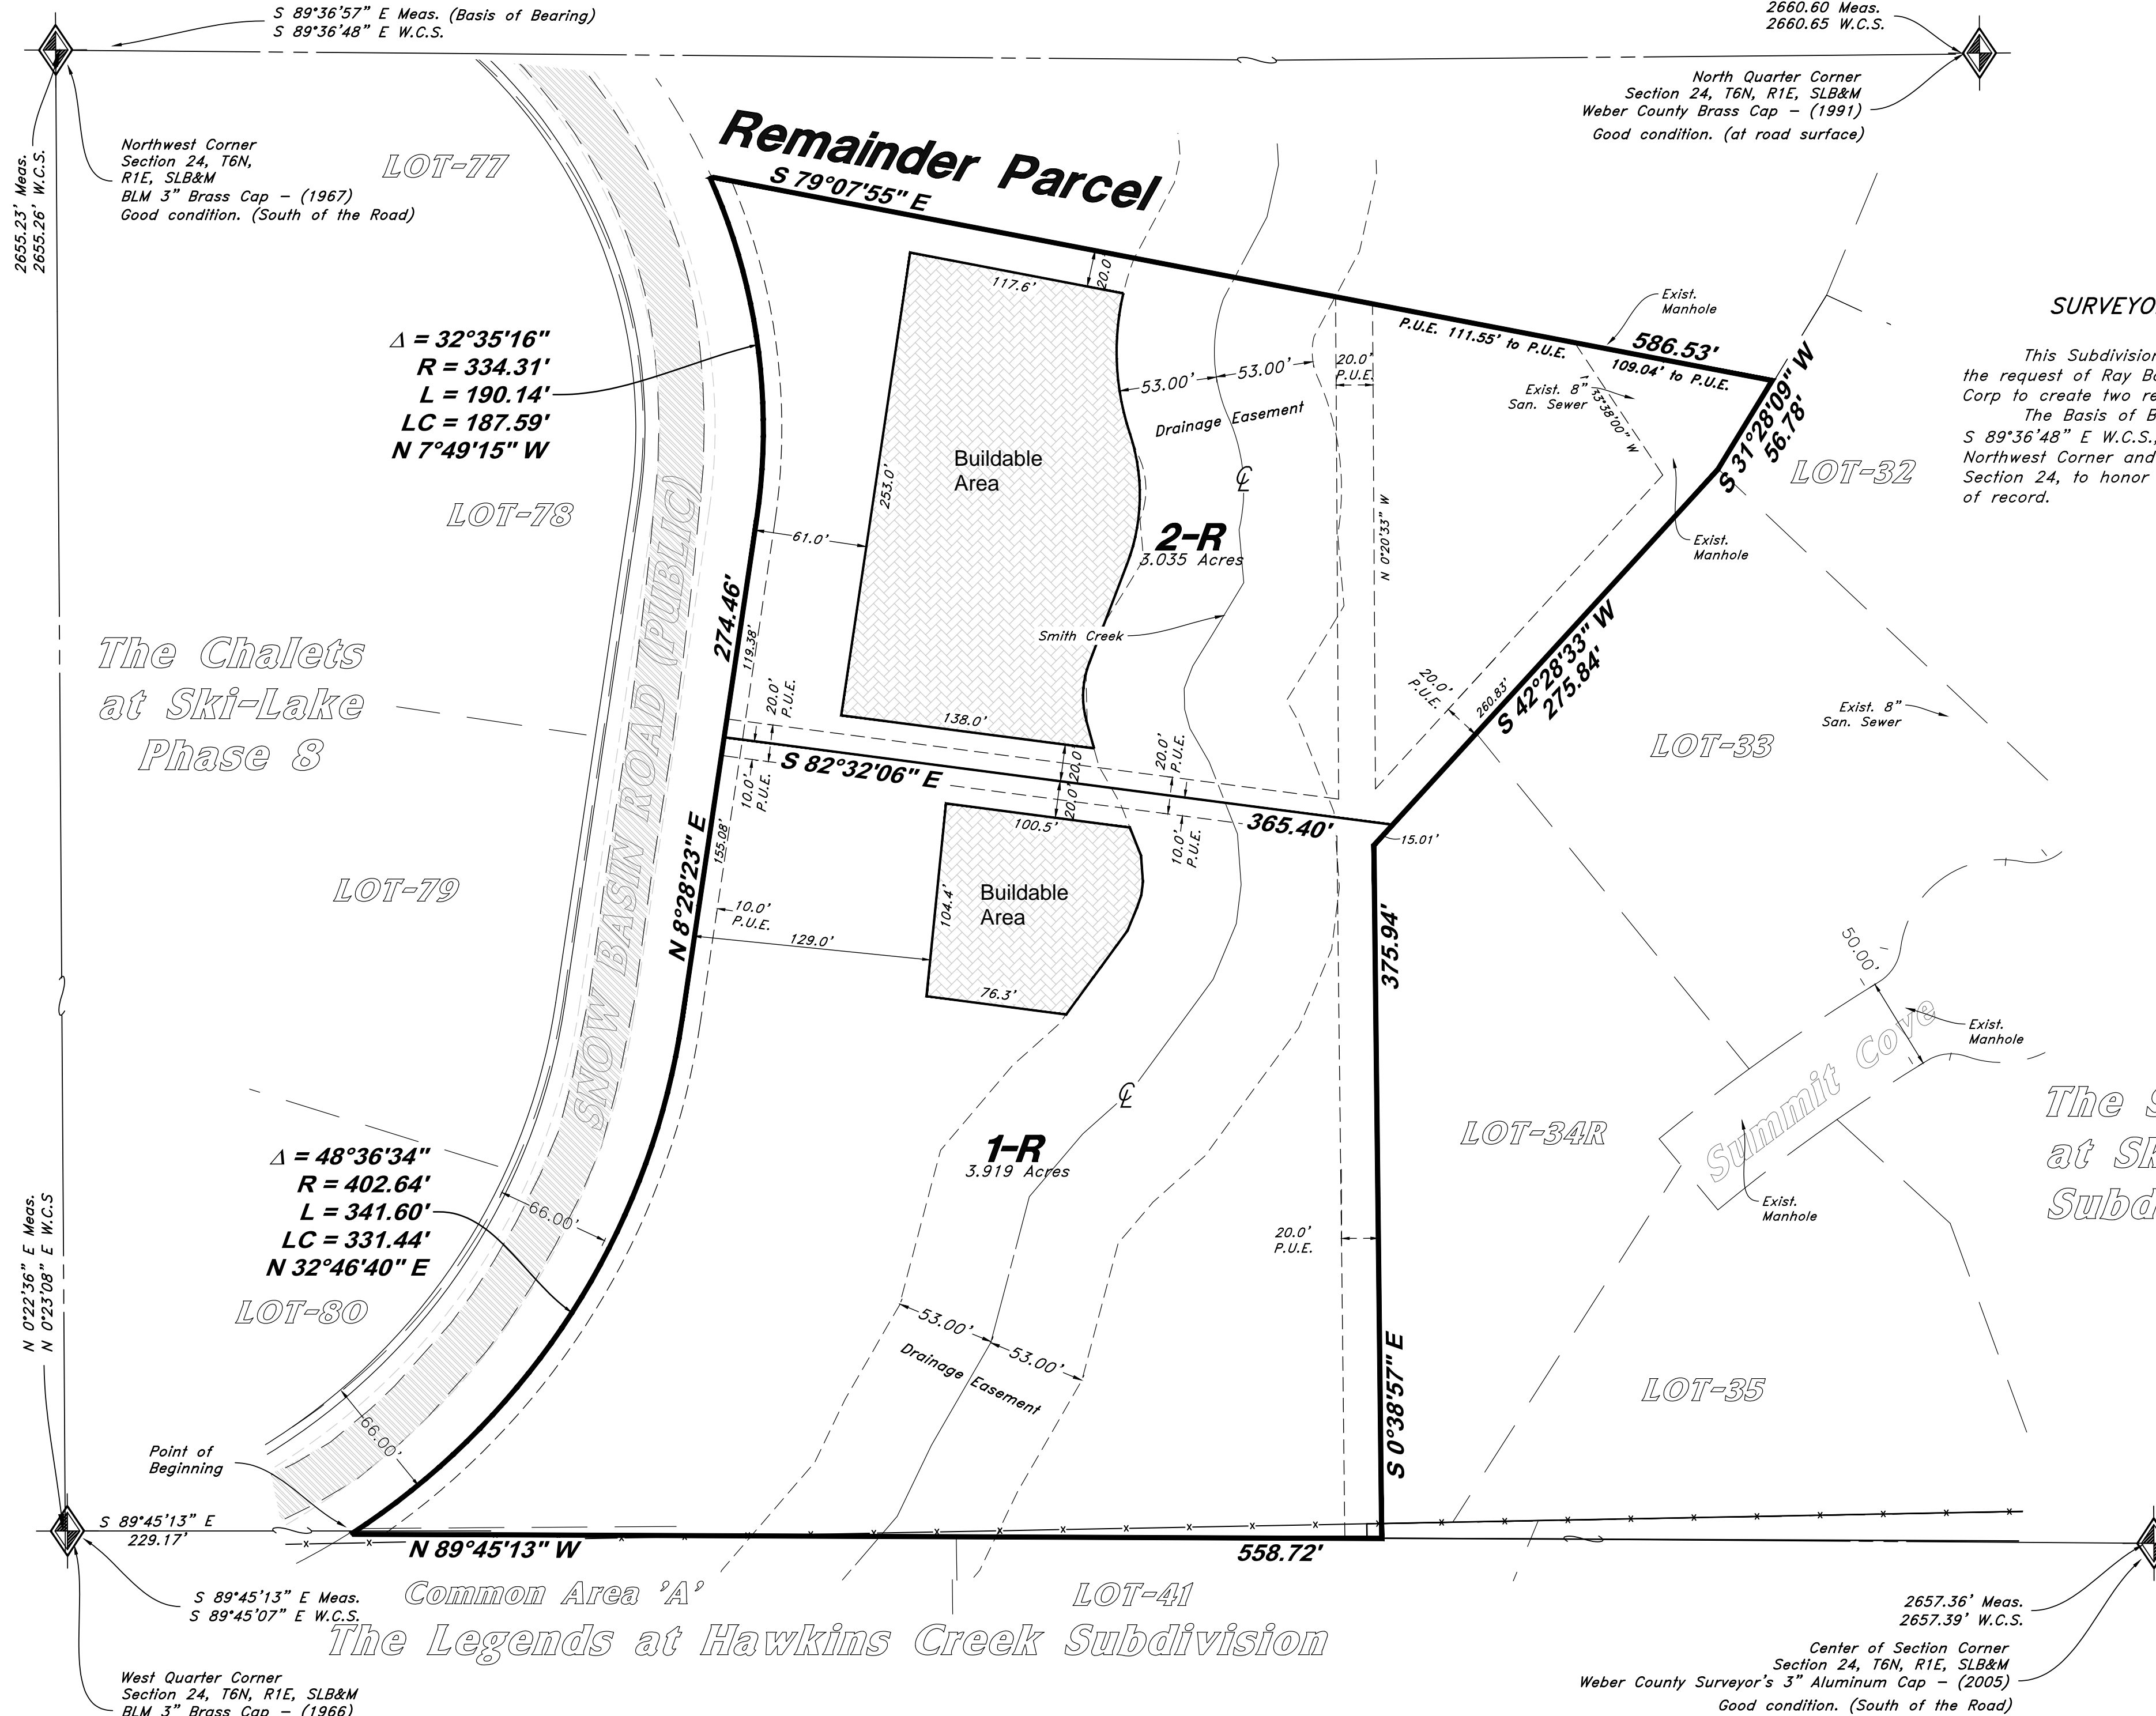 S 89°36'57" E Meas. (Basis of Bearing)
S 89°36'48" E W.C.S.
2660.60 Meas.
2660.65 W.C.S.
North Quarter Corner
Section 24, T6N, R1E, SLB&M
Weber County Brass Cap – (1991)
Good condition. (at road surface)
2655.23' Meas.
2655.26' W.C.S.
Northwest Corner
Section 24, T6N,
R1E, SLB&M
BLM 3" Brass Cap – (1967)
Good condition. (South of the Road)
LOT-77
Remainder Parcel
S 79°07'55" E
117.6'
20.0'
Exist.
Manhole
P.U.E. 111.55' to P.U.E.
586.53'
109.04' to P.U.E.
SURVEYO
This Subdivision
the request of Ray Ba
Corp to create two re
The Basis of B
S 89°36'48" E W.C.S.,
Northwest Corner and
Section 24, to honor
of record.
Δ = 32°35'16"
R = 334.31'
L = 190.14'
LC = 187.59'
N 7°49'15" W
53.00'
53.00'
Drainage Easement
20.0'
P.U.E.
Exist. 8"
San. Sewer
S 31°28'09" W
56.78'
LOT-32
Buildable
Area
253.0'
℄
LOT-78
61.0'
2-R
3.035 Acres
N 0°20'33" W
Exist.
Manhole
SNOW BASIN ROAD (PUBLIC)
274.46'
119.38'
Smith Creek
The Chalets
at Ski-Lake
Phase 8
20.0'
P.U.E.
138.0'
20.0'
P.U.E.
260.83'
S 42°28'33" W
275.84'
Exist. 8"
San. Sewer
LOT-33
S 82°32'06" E
20.0'
20.0'
P.U.E.
10.0'
P.U.E.
20.0'
100.5'
10.0'
P.U.E.
365.40'
15.01'
N 8°28'23" E
155.08'
LOT-79
Buildable
Area
104.4'
10.0'
P.U.E.
129.0'
76.3'
375.94'
50.00'
Exist.
Manhole
Summit Cove
℄
1-R
3.919 Acres
LOT-34R
The S
at Sk
Subd
Δ = 48°36'34"
R = 402.64'
L = 341.60'
LC = 331.44'
N 32°46'40" E
66.00'
20.0'
P.U.E.
Exist.
Manhole
N 0°22'36" E Meas.
N 0°23'08" E W.C.S
LOT-80
53.00'
53.00'
Drainage Easement
S 0°38'57" E
LOT-35
66.00'
Point of
Beginning
S 89°45'13" E
229.17'
N 89°45'13" W
558.72'
S 89°45'13" E Meas.
S 89°45'07" E W.C.S.
Common Area 'A'
LOT-41
The Legends at Hawkins Creek Subdivision
2657.36' Meas.
2657.39' W.C.S.
Center of Section Corner
Section 24, T6N, R1E, SLB&M
Weber County Surveyor's 3" Aluminum Cap – (2005)
Good condition. (South of the Road)
West Quarter Corner
Section 24, T6N, R1E, SLB&M
BLM 3" Brass Cap – (1966)